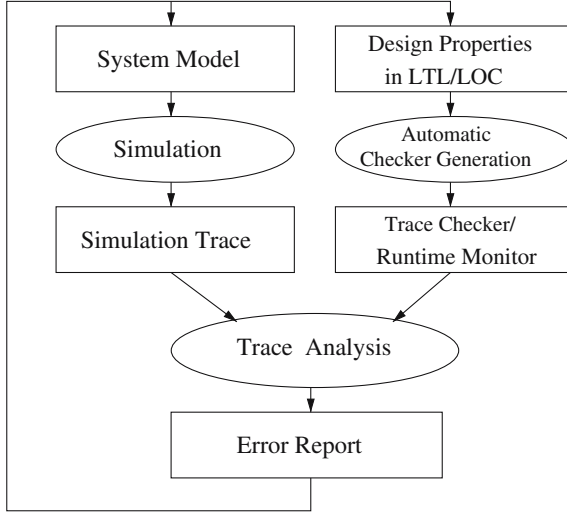 System Model
Design Properties
in LTL/LOC
Simulation
Automatic
Checker Generation
Simulation Trace
Trace Checker/
Runtime Monitor
Trace Analysis
Error Report